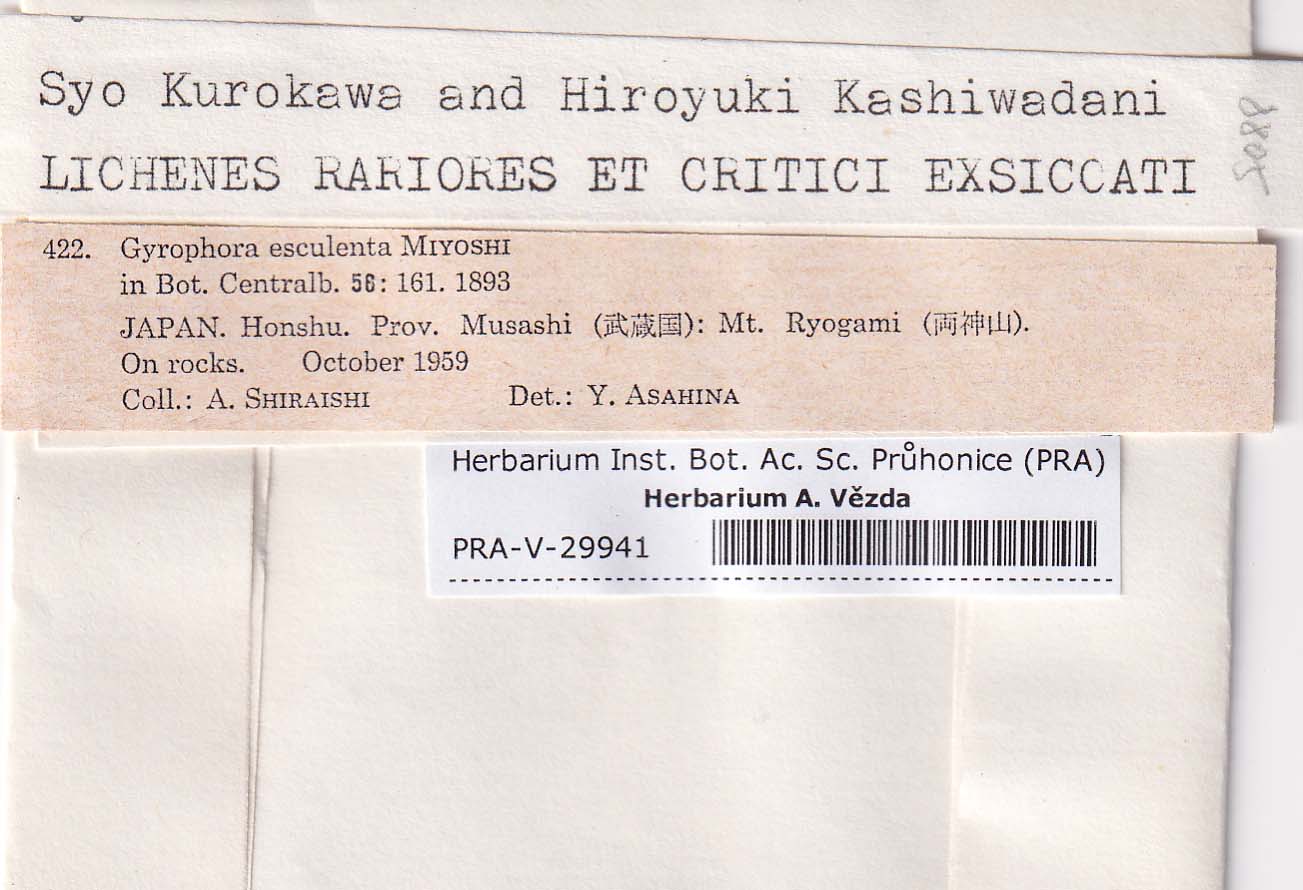 Syo Kurokawa and Hiroyuki Kashiwadani
LICHENES RARIORES ET CRITICI EXSICCATI
422. Gyrophora esculenta MIYOSHI
in Bot. Centralb. 56: 161. 1893
JAPAN. Honshu. Prov. Musashi (武蔵国): Mt. Ryogami (両神山).
On rocks. October 1959
Coll.: A. SHIRAISHI Det.: Y. ASAHINA
Herbarium Inst. Bot. Ac. Sc. Průhonice (PRA)
Herbarium A. Vězda
PRA-V-29941